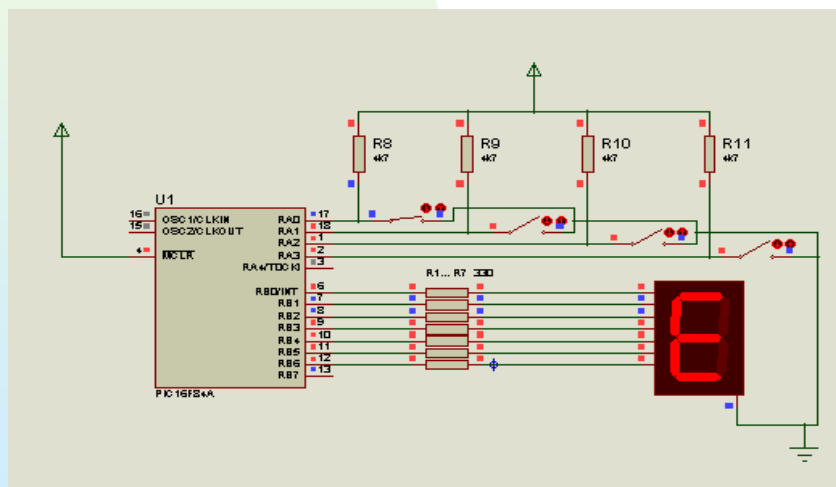 R8
4k7
R9
4k7
R10
4k7
R11
4k7
U1
16 OSC1/CLKIN RA0 17
15 OSC2/CLKOUT RA1 18
RA2 1
4 MCLR RA3 2
RA4/T0CKI 3
R1... R7 330
RB0/INT 6
RB1 7
RB2 8
RB3 9
RB4 10
RB5 11
RB6 12
RB7 13
PIC16F84A
E